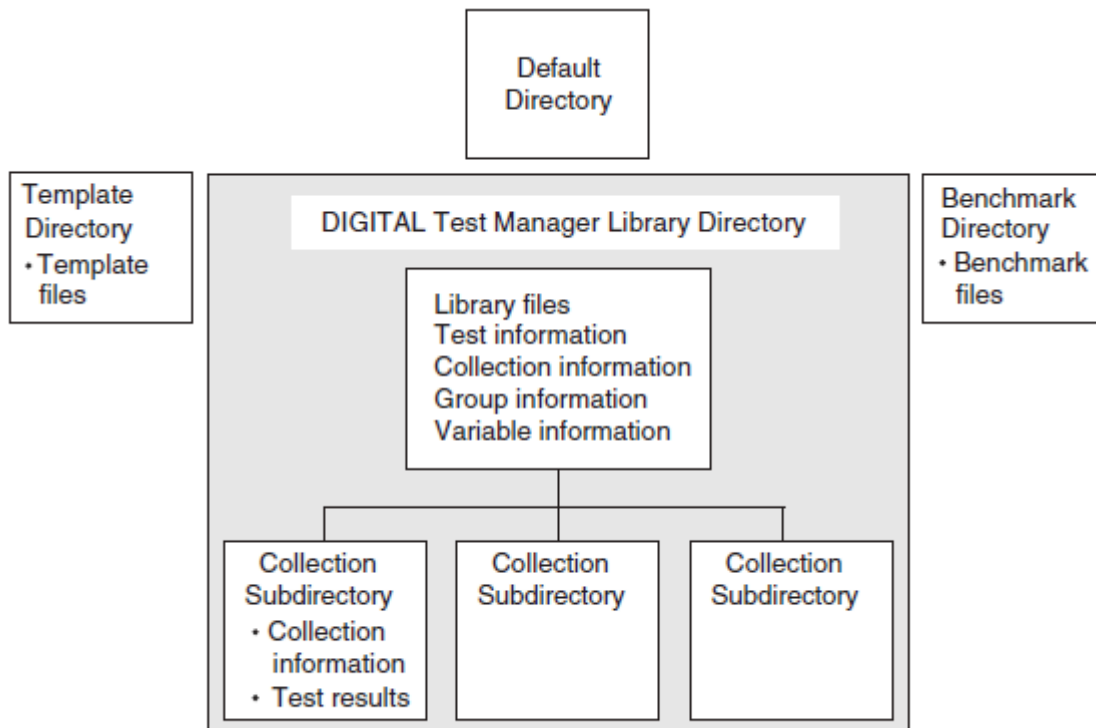 Default
Directory
Template
Directory
• Template
files
DIGITAL Test Manager Library Directory
Benchmark
Directory
• Benchmark
files
Library files
Test information
Collection information
Group information
Variable information
Collection
Subdirectory
• Collection
information
• Test results
Collection
Subdirectory
Collection
Subdirectory